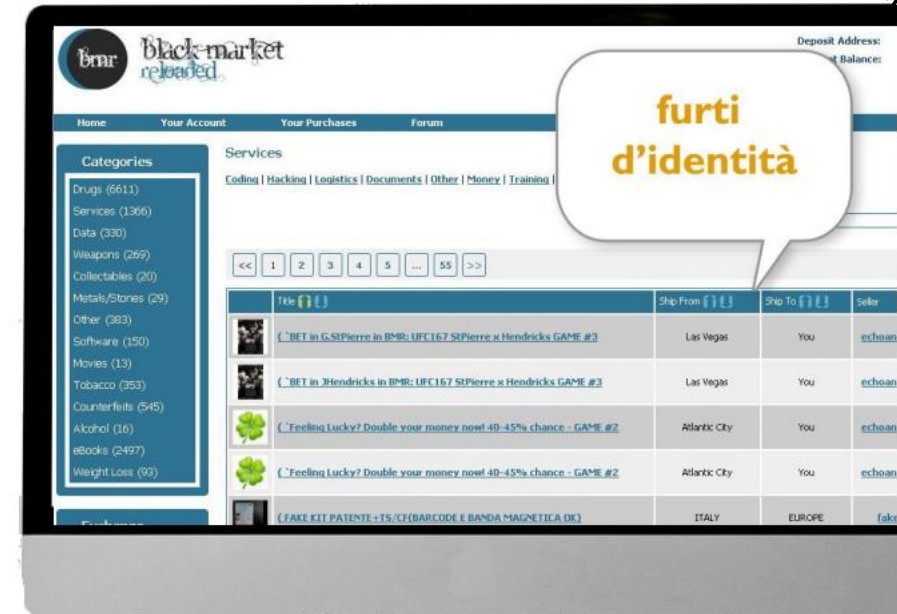 bmr
black market
reloaded
Deposit Address:
Balance:
Home Your Account Your Purchases Forum
furti
d’identità
Categories
Drugs (6611)
Services (1366)
Data (330)
Weapons (269)
Collectables (20)
Metals/Stones (29)
Other (383)
Software (150)
Movies (13)
Tobacco (353)
Counterfeits (545)
Alcohol (16)
eBooks (2497)
Weight Loss (93)
Services
Coding | Hacking | Logistics | Documents | Other | Money | Training |
<< 1 2 3 4 5 ... 55 >>
Title Ship From Ship To Seller
( ``BET in G.StPierre in BMR: UFC167 StPierre x Hendricks GAME #3 Las Vegas You echoan
( ``BET in JHendricks in BMR: UFC167 StPierre x Hendricks GAME #3 Las Vegas You echoan
( ``Feeling Lucky? Double your money now! 40-45% chance - GAME #2 Atlantic City You echoan
( ``Feeling Lucky? Double your money now! 40-45% chance - GAME #2 Atlantic City You echoan
( FAKE KIT PATENTE+TS/CF(BARCODE E BANDA MAGNETICA OK) ITALY EUROPE fake